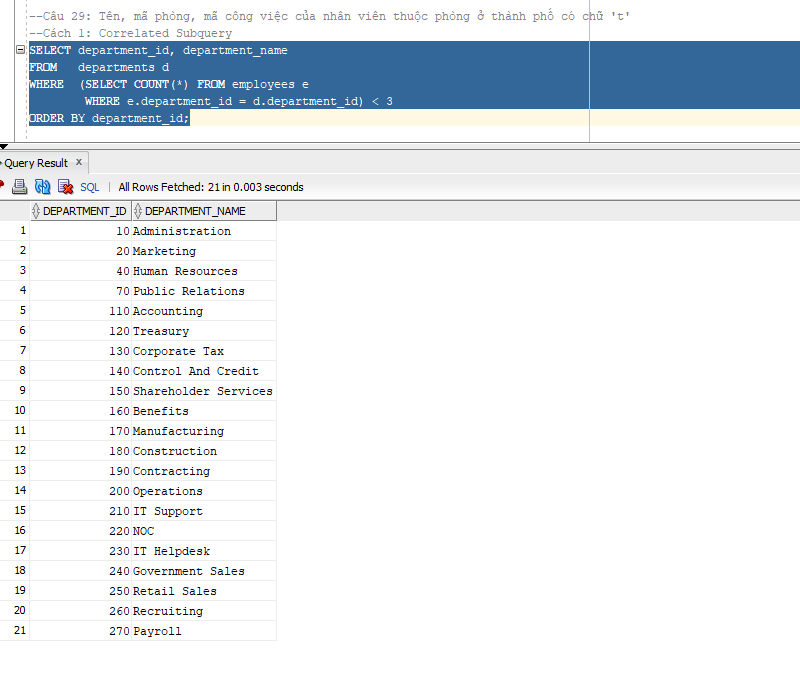 --Câu 29: Tên, mã phòng, mã công việc của nhân viên thuộc phòng ở thành phố có chữ 't'
--Cách 1: Correlated Subquery
SELECT department_id, department_name
FROM   departments d
WHERE  (SELECT COUNT(*) FROM employees e
        WHERE e.department_id = d.department_id) < 3
ORDER BY department_id;
Query Result x
SQL | All Rows Fetched: 21 in 0.003 seconds
DEPARTMENT_ID DEPARTMENT_NAME
1 10 Administration
2 20 Marketing
3 40 Human Resources
4 70 Public Relations
5 110 Accounting
6 120 Treasury
7 130 Corporate Tax
8 140 Control And Credit
9 150 Shareholder Services
10 160 Benefits
11 170 Manufacturing
12 180 Construction
13 190 Contracting
14 200 Operations
15 210 IT Support
16 220 NOC
17 230 IT Helpdesk
18 240 Government Sales
19 250 Retail Sales
20 260 Recruiting
21 270 Payroll